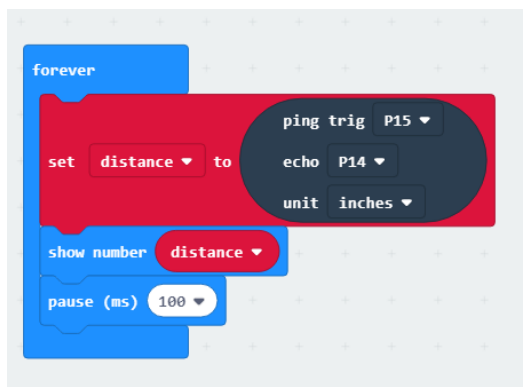 forever
ping trig P15
set distance to echo P14
unit inches
show number distance
pause (ms) 100